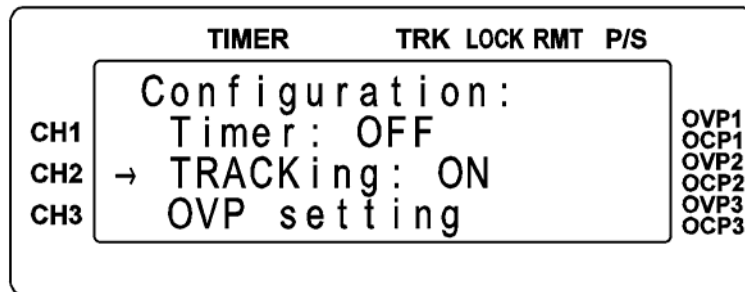 TIMER TRK LOCK RMT P/S
Configuration:
CH1 Timer: OFF OVP1
OCP1
CH2 → TRACKing: ON OVP2
OCP2
CH3 OVP setting OVP3
OCP3